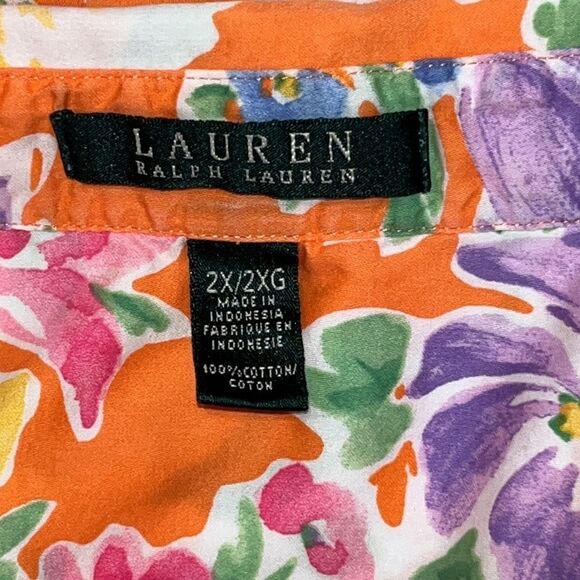 LAUREN
RALPH LAUREN
2X/2XG
MADE IN
INDONESIA
FABRIQUE EN
INDONESIE
100%COTTON/
COTON